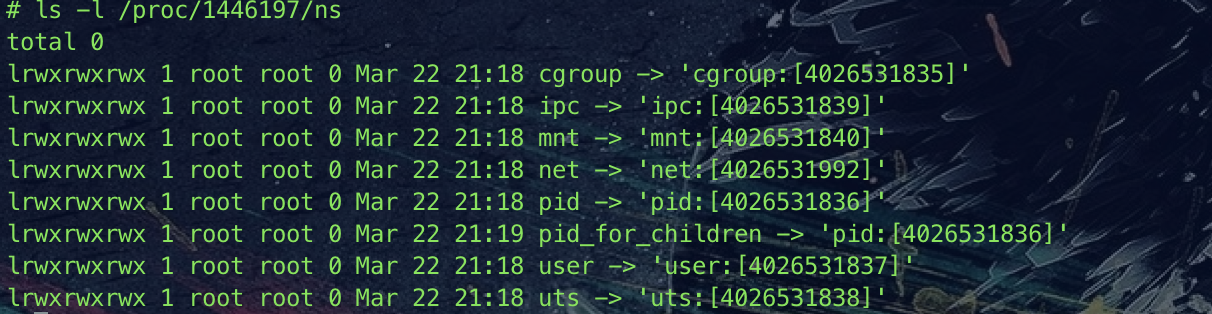 # ls -l /proc/1446197/ns
total 0
lrwxrwxrwx 1 root root 0 Mar 22 21:18 cgroup -> 'cgroup:[4026531835]'
lrwxrwxrwx 1 root root 0 Mar 22 21:18 ipc -> 'ipc:[4026531839]'
lrwxrwxrwx 1 root root 0 Mar 22 21:18 mnt -> 'mnt:[4026531840]'
lrwxrwxrwx 1 root root 0 Mar 22 21:18 net -> 'net:[4026531992]'
lrwxrwxrwx 1 root root 0 Mar 22 21:18 pid -> 'pid:[4026531836]'
lrwxrwxrwx 1 root root 0 Mar 22 21:19 pid_for_children -> 'pid:[4026531836]'
lrwxrwxrwx 1 root root 0 Mar 22 21:18 user -> 'user:[4026531837]'
lrwxrwxrwx 1 root root 0 Mar 22 21:18 uts -> 'uts:[4026531838]'